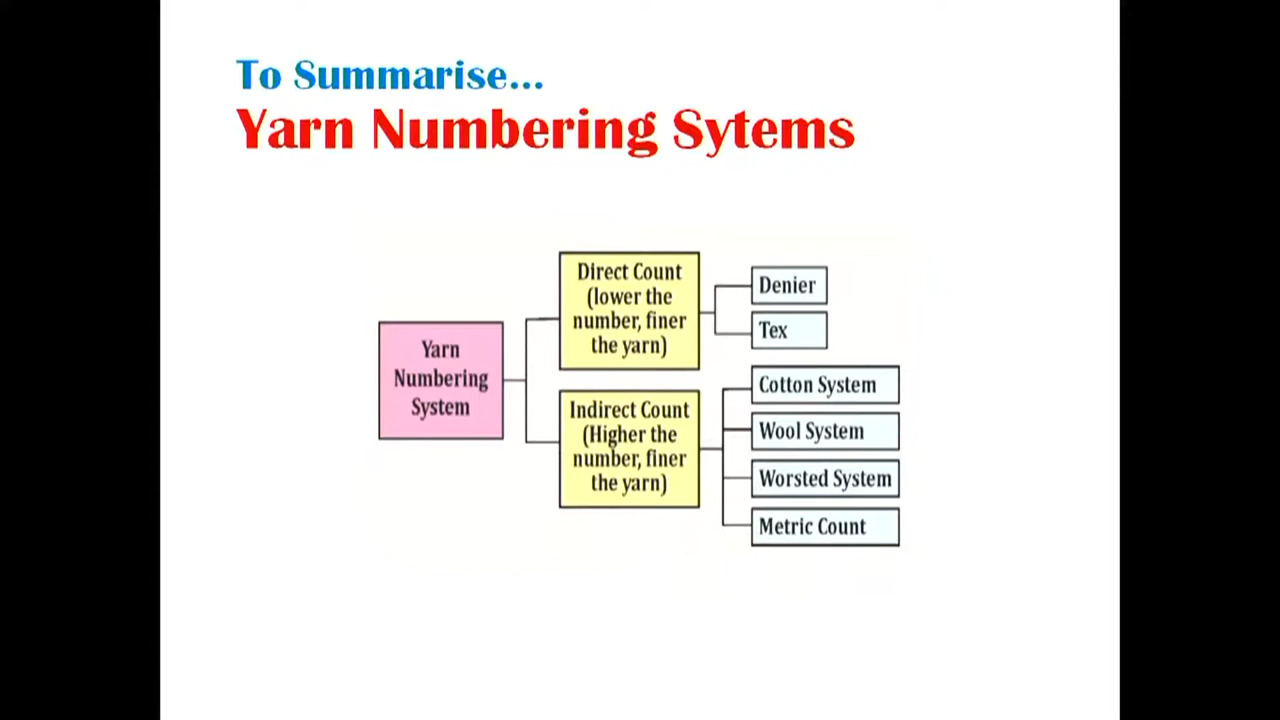 To Summarise...
Yarn Numbering Sytems
Yarn
Numbering
System
Direct Count
(lower the
number, finer
the yarn)
Denier
Tex
Indirect Count
(Higher the
number, finer
the yarn)
Cotton System
Wool System
Worsted System
Metric Count